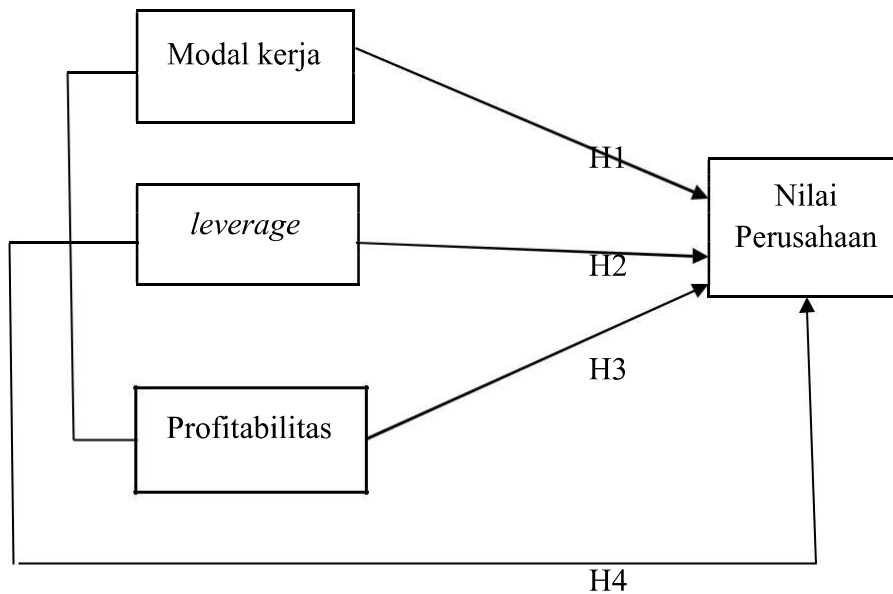 Modal kerja
H1
leverage
Nilai
Perusahaan
H2
H3
Profitabilitas
H4